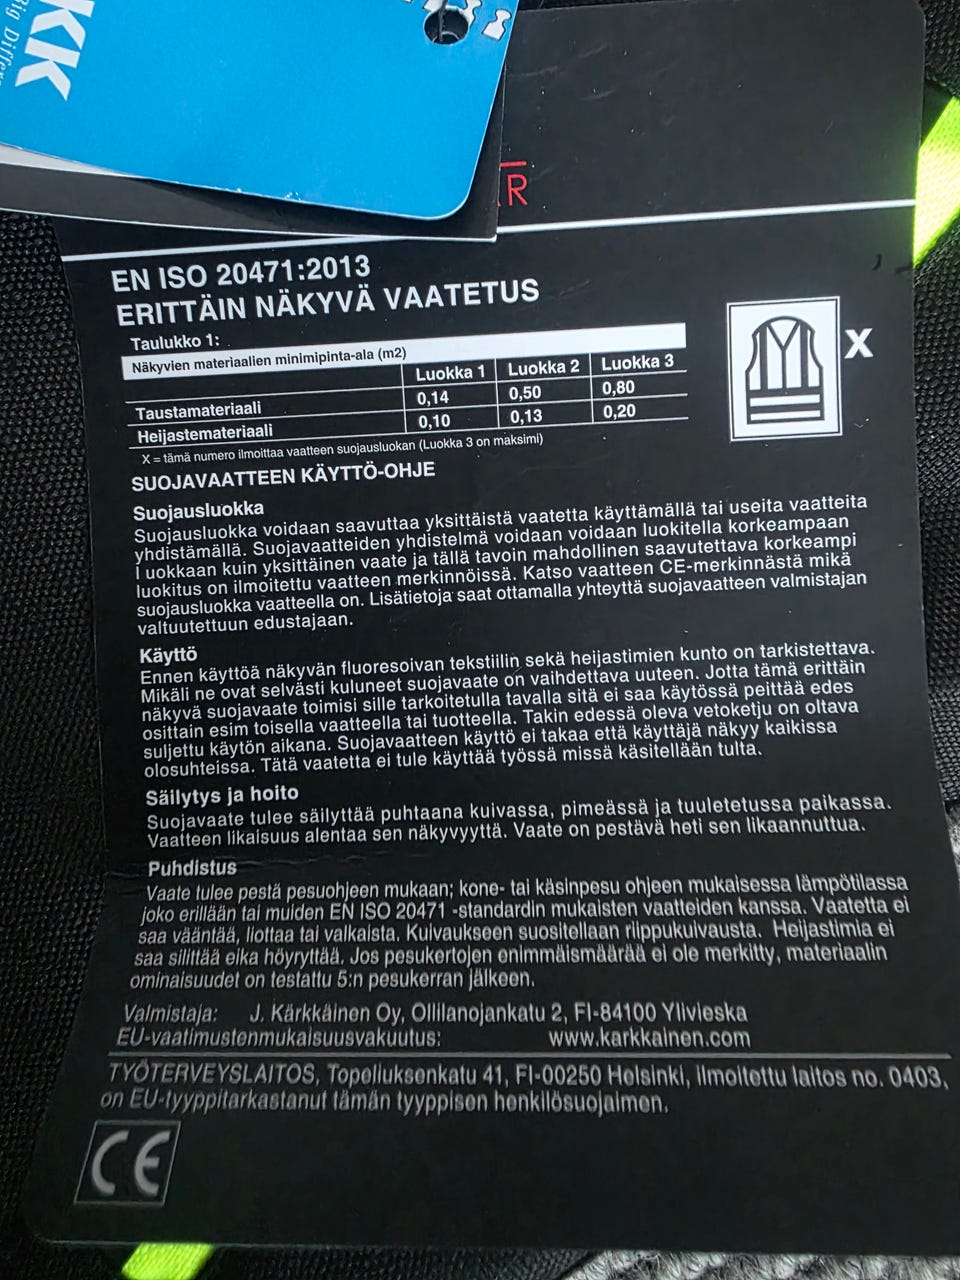 KK
Big Diffe
R
EN ISO 20471:2013
ERITTÄIN NÄKYVÄ VAATETUS
Taulukko 1:
Näkyvien materiaalien minimipinta-ala (m2)
Luokka 1 Luokka 2 Luokka 3
Taustamateriaali 0,14 0,50 0,80
Heijastemateriaali 0,10 0,13 0,20
X = tämä numero ilmoittaa vaatteen suojausluokan (Luokka 3 on maksimi)
X
SUOJAVAATTEEN KÄYTTÖ-OHJE
Suojausluokka
Suojausluokka voidaan saavuttaa yksittäistä vaatetta käyttämällä tai useita vaatteita
yhdistämällä. Suojavaatteiden yhdistelmä voidaan voidaan luokitella korkeampaan
l uokkaan kuin yksittäinen vaate ja tällä tavoin mahdollinen saavutettava korkeampi
luokitus on ilmoitettu vaatteen merkinnöissä. Katso vaatteen CE-merkinnästä mikä
suojausluokka vaatteella on. Lisätietoja saat ottamalla yhteyttä suojavaatteen valmistajan
valtuutettuun edustajaan.
Käyttö
Ennen käyttöä näkyvän fluoresoivan tekstiilin sekä heijastimien kunto on tarkistettava.
Mikäli ne ovat selvästi kuluneet suojavaate on vaihdettava uuteen. Jotta tämä erittäin
näkyvä suojavaate toimisi sille tarkoitetulla tavalla sitä ei saa käytössä peittää edes
osittain esim toisella vaatteella tai tuotteella. Takin edessä oleva vetoketju on oltava
suljettu käytön aikana. Suojavaatteen käyttö ei takaa että käyttäjä näkyy kaikissa
olosuhteissa. Tätä vaatetta ei tule käyttää työssä missä käsitellään tulta.
Säilytys ja hoito
Suojavaate tulee säilyttää puhtaana kuivassa, pimeässä ja tuuletetussa paikassa.
Vaatteen likaisuus alentaa sen näkyvyyttä. Vaate on pestävä heti sen likaannuttua.
Puhdistus
Vaate tulee pestä pesuohjeen mukaan; kone- tai käsinpesu ohjeen mukaisessa lämpötilassa
joko erillään tai muiden EN ISO 20471 -standardin mukaisten vaatteiden kanssa. Vaatetta ei
saa vääntää, liottaa tai valkaista. Kuivaukseen suositellaan riippukuivausta. Heijastimia ei
saa silittää eika höyryttää. Jos pesukertojen enimmäismäärää ei ole merkitty, materiaalin
ominaisuudet on testattu 5:n pesukerran jälkeen.
Valmistaja: J. Kärkkäinen Oy, Ollilanojankatu 2, FI-84100 Ylivieska
EU-vaatimustenmukaisuusvakuutus: www.karkkainen.com
TYÖTERVEYSLAITOS, Topeliuksenkatu 41, FI-00250 Helsinki, ilmoitettu laitos no. 0403,
on EU-tyyppitarkastanut tämän tyyppisen henkilösuojaimen.
CE